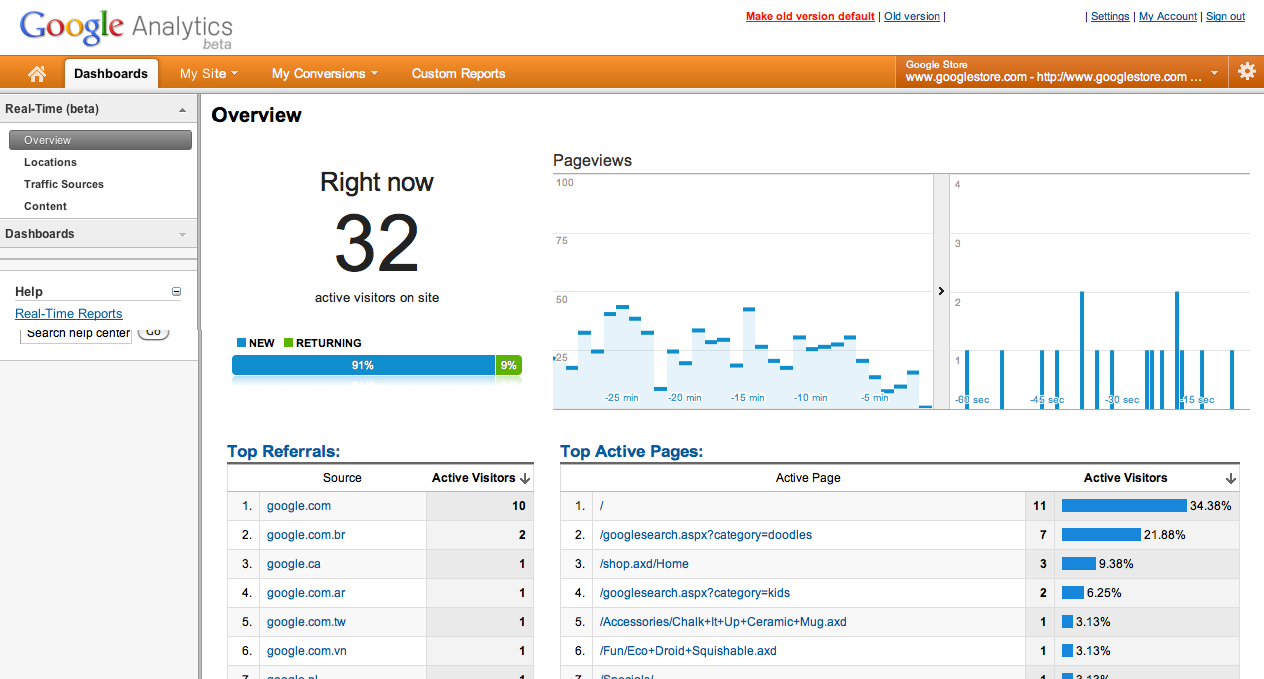 Google Analytics
beta
Make old version default | Old version |
| Settings | My Account | Sign out
Dashboards
My Site
My Conversions
Custom Reports
Google Store
www.googlestore.com - http://www.googlestore.com ...
Real-Time (beta)
Overview
Locations
Traffic Sources
Content
Dashboards
Help
Real-Time Reports
Search help center
Go
Overview
Right now
32
active visitors on site
NEW RETURNING
91% 9%
Pageviews
100
75
50
25
-25 min -20 min -15 min -10 min -5 min
4
3
2
1
-60 sec -45 sec -30 sec -15 sec
Top Referrals:
Source Active Visitors
1. google.com 10
2. google.com.br 2
3. google.ca 1
4. google.com.ar 1
5. google.com.tw 1
6. google.com.vn 1
7. google.nl 1
Top Active Pages:
Active Page Active Visitors
1. / 11 34.38%
2. /googlesearch.aspx?category=doodles 7 21.88%
3. /shop.axd/Home 3 9.38%
4. /googlesearch.aspx?category=kids 2 6.25%
5. /Accessories/Chalk+It+Up+Ceramic+Mug.axd 1 3.13%
6. /Fun/Eco+Droid+Squishable.axd 1 3.13%
7. /Specials/ 1 3.13%